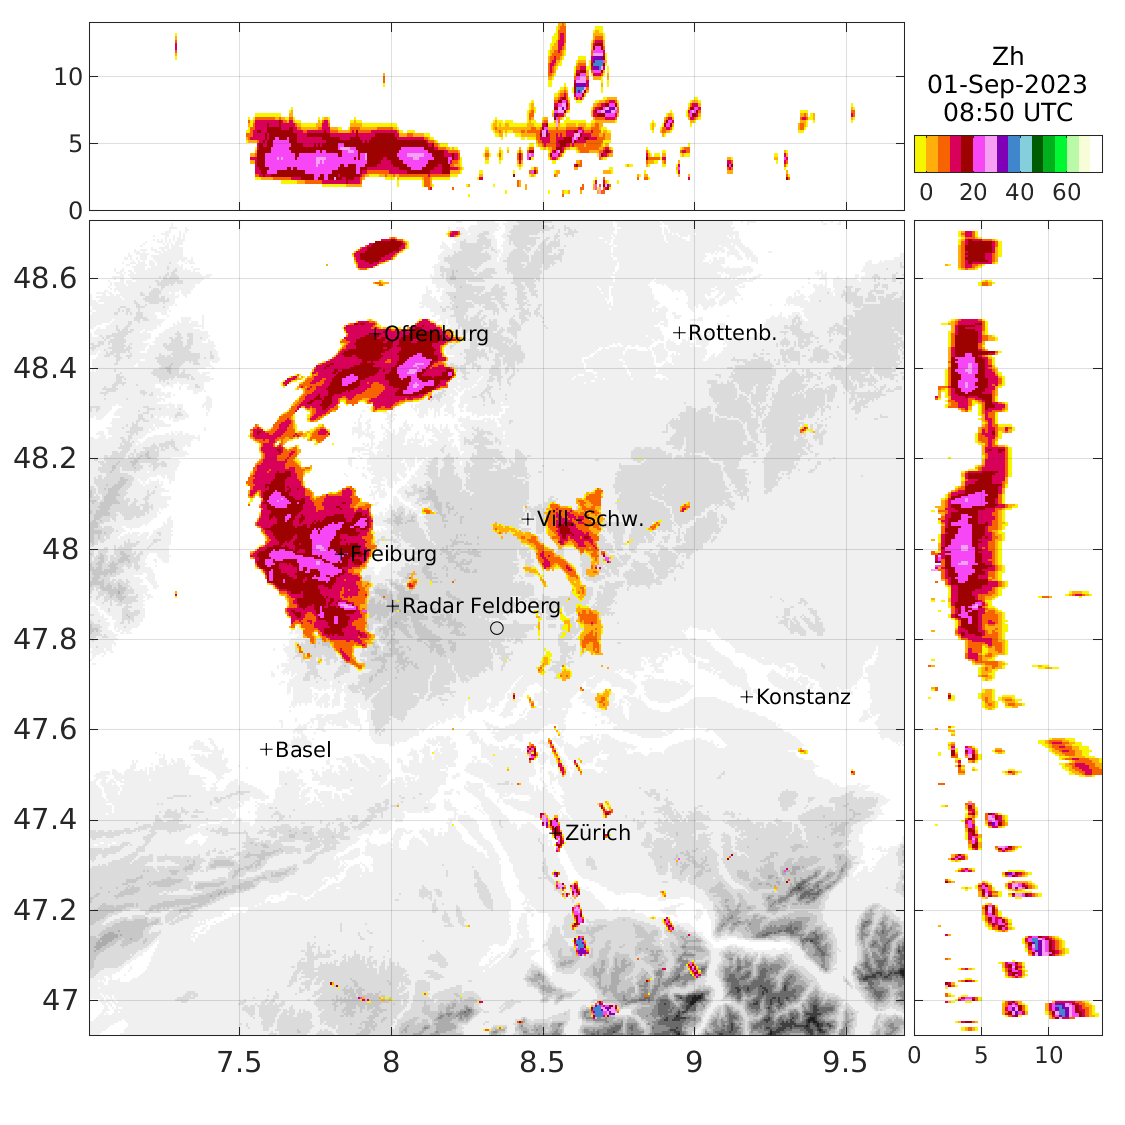 10
5
0
Zh
01-Sep-2023
08:50 UTC
0 20 40 60
48.6
48.4
48.2
48
47.8
47.6
47.4
47.2
47
Offenburg
Rottenb.
Vill.-Schw.
Freiburg
Radar Feldberg
Konstanz
Basel
Zürich
7.5 8 8.5 9 9.5
0 5 10